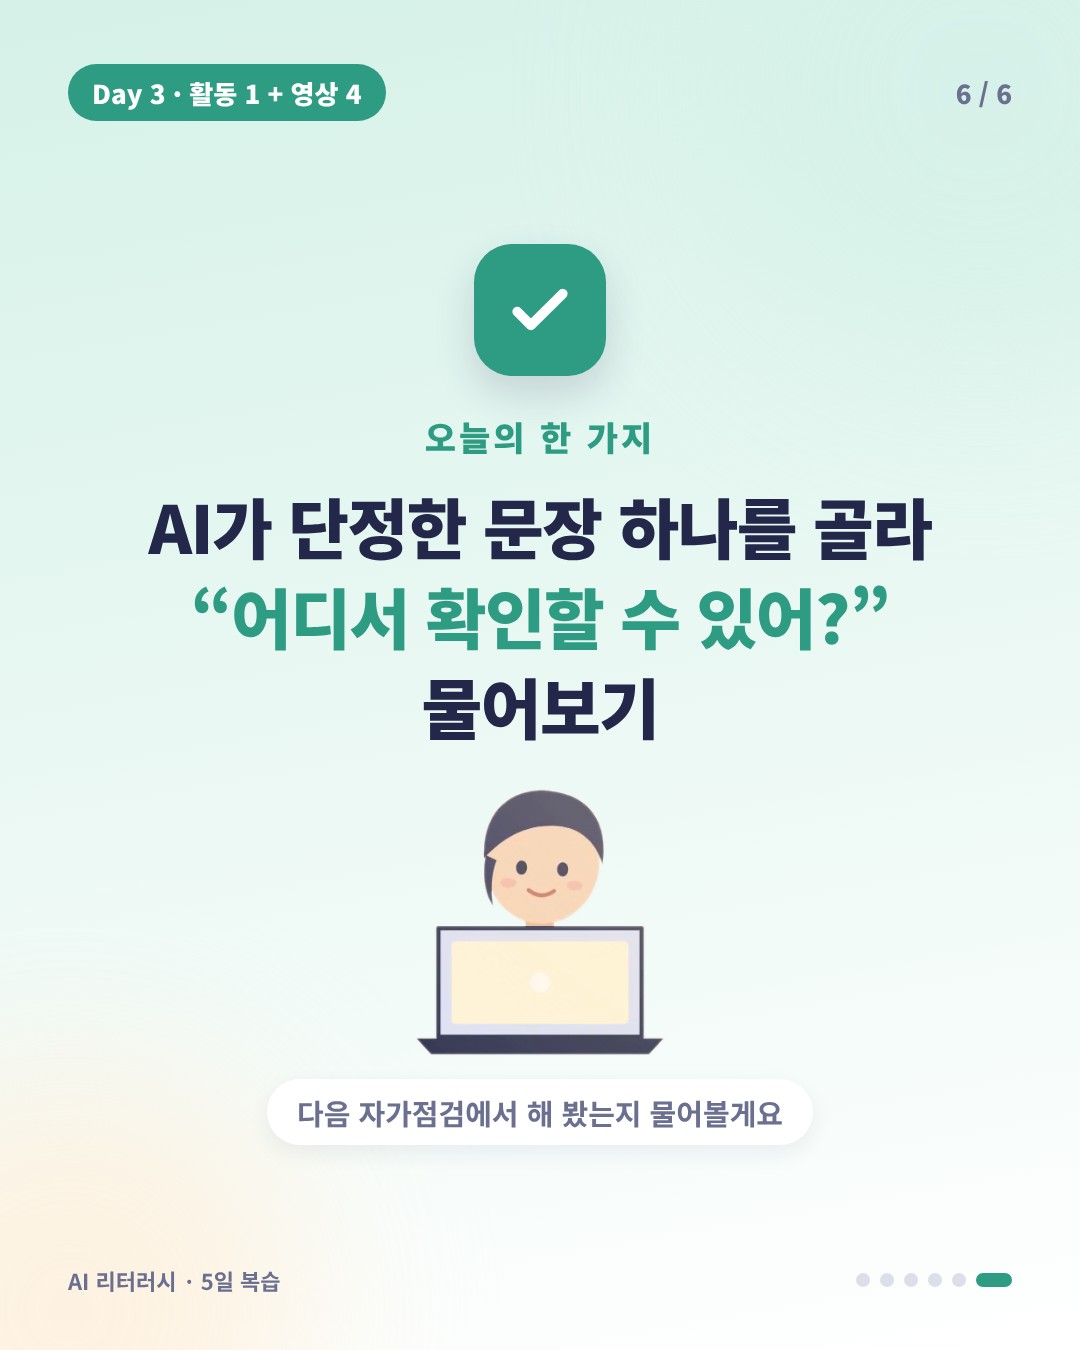 Day 3 · 활동 1 + 영상 4
6 / 6
오늘의 한 가지
AI가 단정한 문장 하나를 골라
“어디서 확인할 수 있어?”
물어보기
다음 자가점검에서 해 봤는지 물어볼게요
AI 리터러시 · 5일 복습